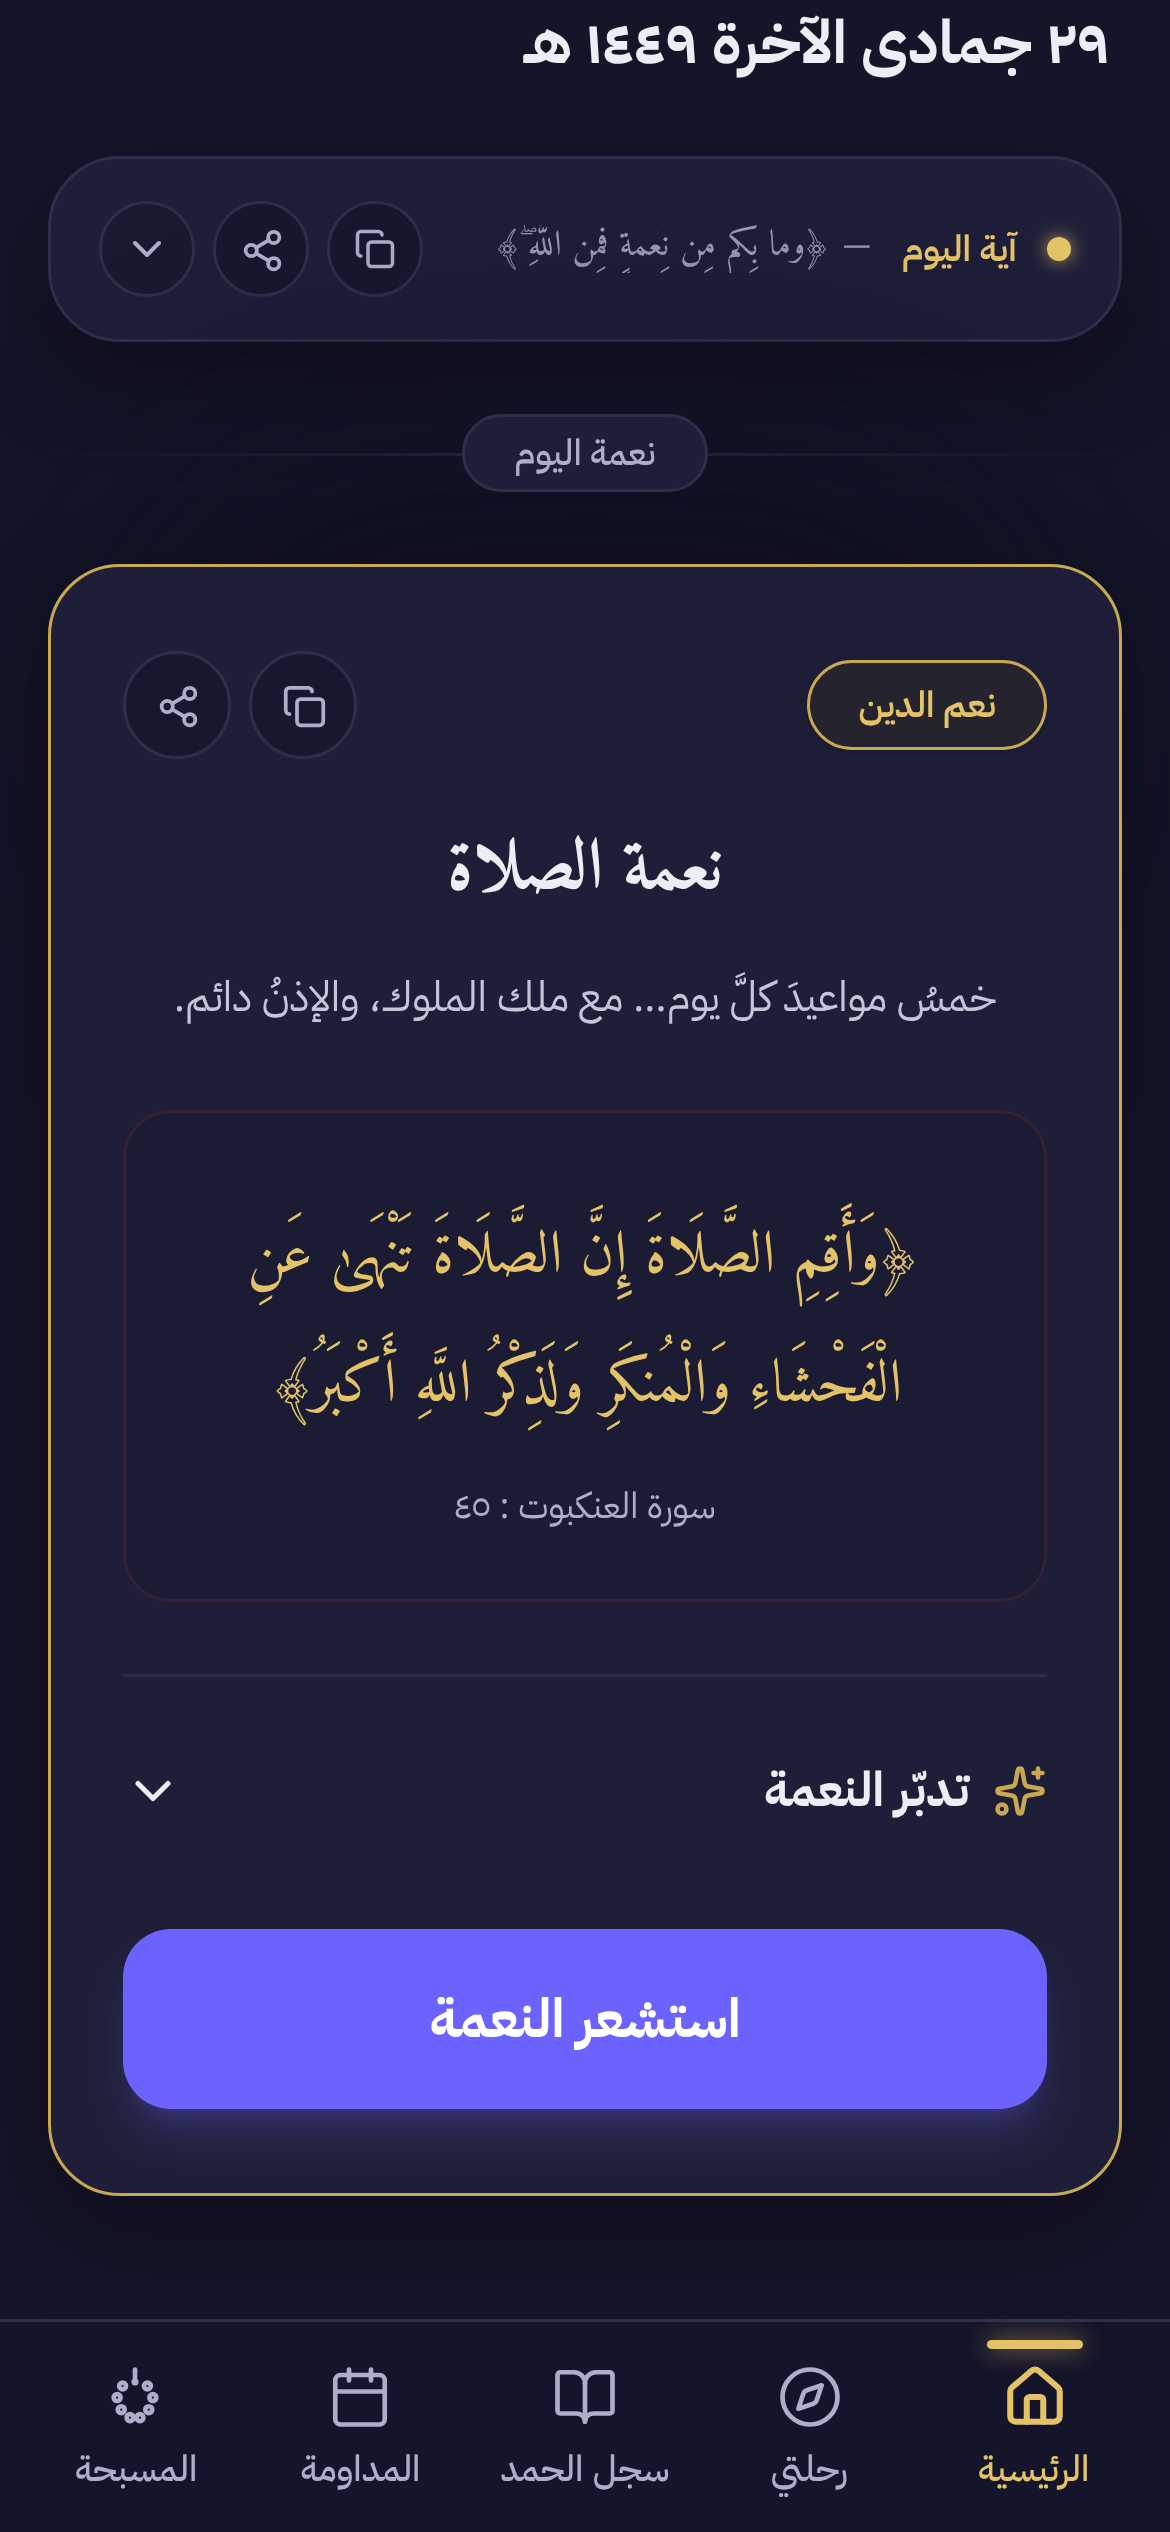 ٢٩ جمادى الآخرة ١٤٤٩ هـ
آية اليوم — ﴿وما بِكم مِّن نِّعمةٍ فَمِن اللَّهِ ۖ﴾
نعمة اليوم
نعم الدين
نعمة الصلاة
خمسُ مواعيدَ كلَّ يوم… مع ملك الملوك، والإذنُ دائم.
﴿وَأَقِمِ الصَّلَاةَ إِنَّ الصَّلَاةَ تَنْهَىٰ عَنِ
الْفَحْشَاءِ وَالْمُنكَرِ وَلَذِكْرُ اللَّهِ أَكْبَرُ﴾
سورة العنكبوت : ٤٥
تدبّر النعمة
استشعر النعمة
الرئيسية
رحلتي
سجل الحمد
المداومة
المسبحة